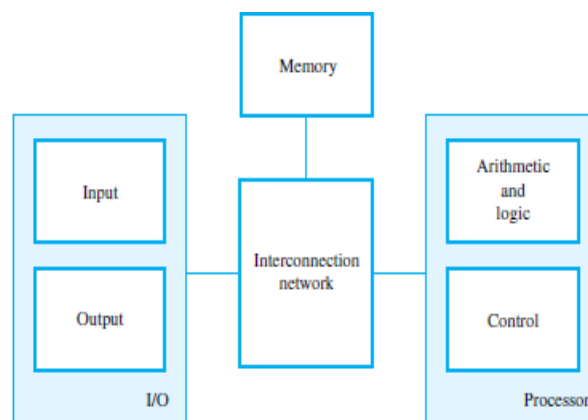 Memory
Input
Output
I/O
Interconnection
network
Arithmetic
and
logic
Control
Processor